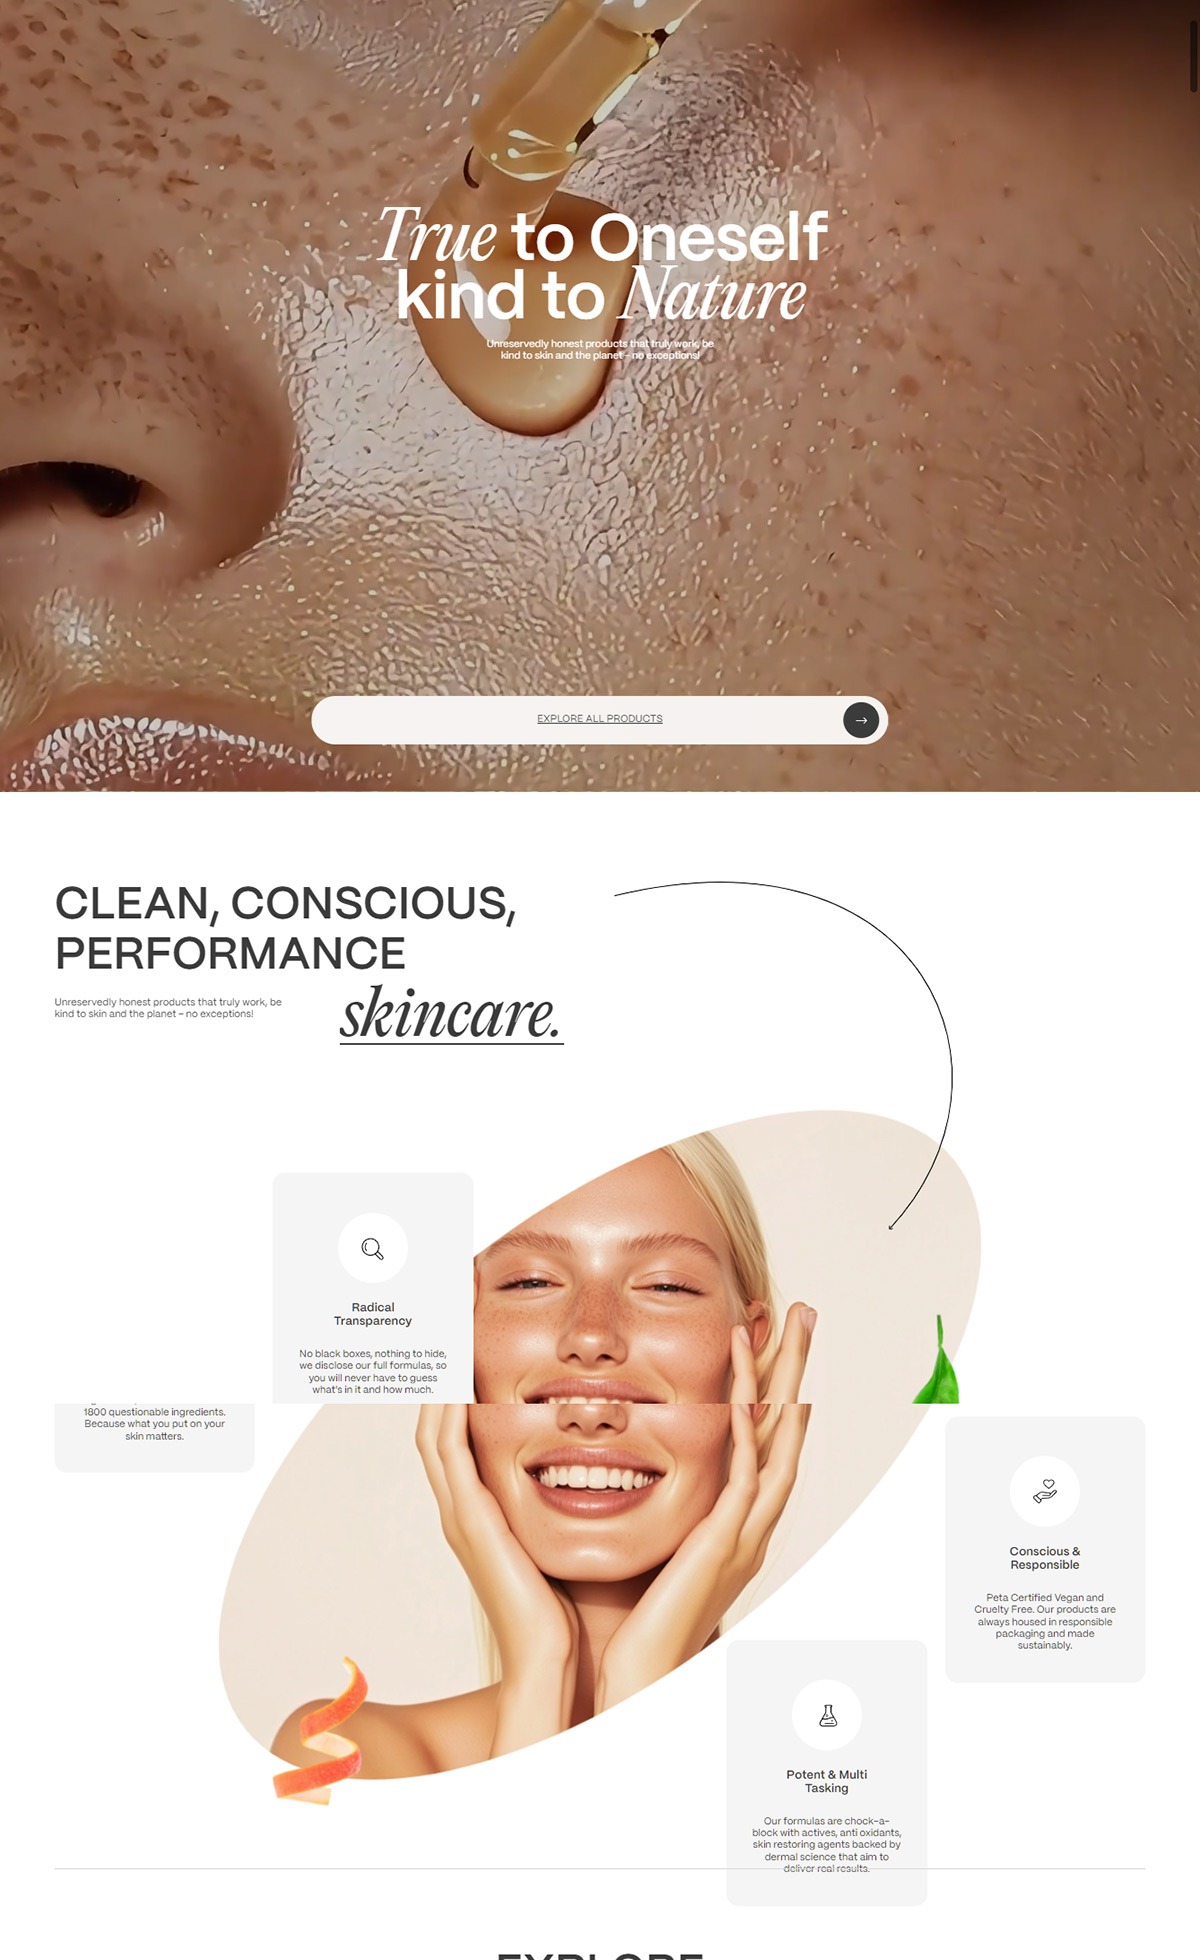 True to Oneself
kind to Nature
Unreservedly honest products that truly work, be
kind to skin and the planet – no exceptions!
EXPLORE ALL PRODUCTS
CLEAN, CONSCIOUS,
PERFORMANCE
skincare.
Unreservedly honest products that truly work, be
kind to skin and the planet – no exceptions!
Radical
Transparency
No black boxes, nothing to hide,
we disclose our full formulas, so
you will never have to guess
what's in it and how much.
1800 questionable ingredients.
Because what you put on your
skin matters.
Conscious &
Responsible
Peta Certified Vegan and
Cruelty Free. Our products are
always housed in responsible
packaging and made
sustainably.
Potent & Multi
Tasking
Our formulas are chock-a-
block with actives, anti oxidants,
skin restoring agents backed by
dermal science that aim to
deliver real results.
EXPLORE